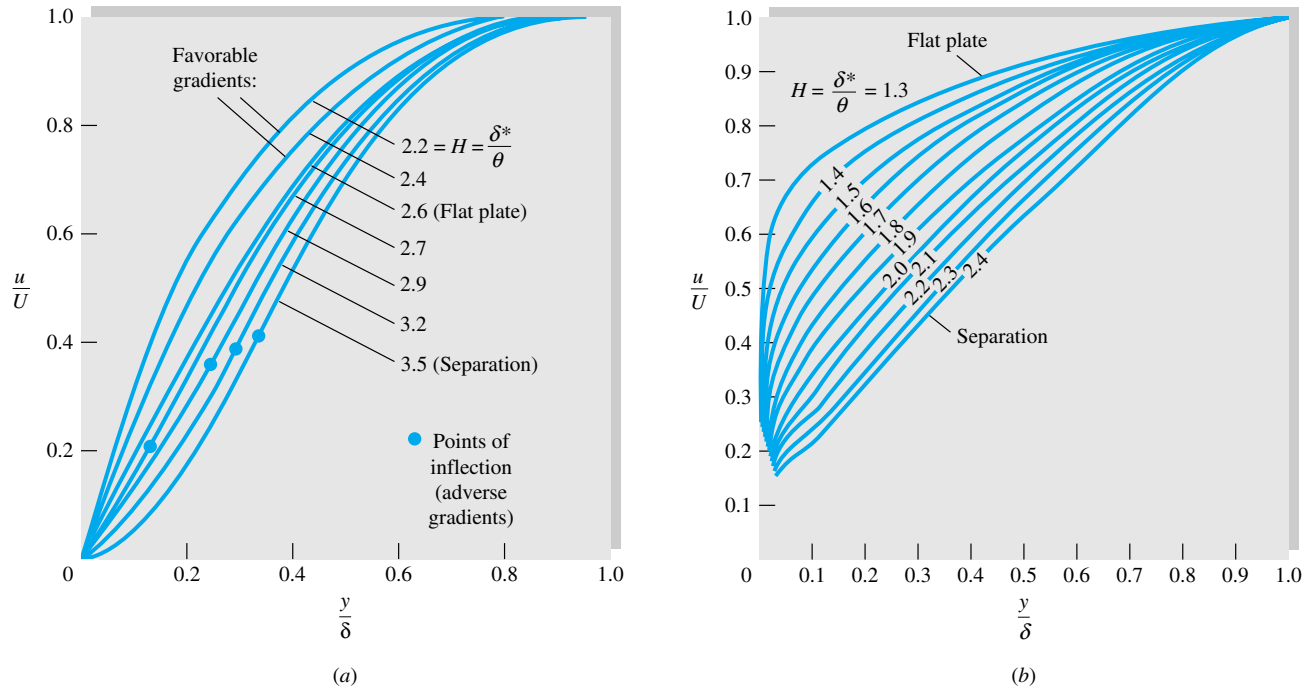 1.0
0.8
0.6
0.4
0.2
0
0.2
0.4
0.6
0.8
1.0
u/U
y/δ
Favorable
gradients:
2.2 = H = δ*/θ
2.4
2.6 (Flat plate)
2.7
2.9
3.2
3.5 (Separation)
Points of
inflection
(adverse
gradients)
(a)
1.0
0.9
0.8
0.7
0.6
0.5
0.4
0.3
0.2
0.1
0
0.1
0.2
0.3
0.4
0.5
0.6
0.7
0.8
0.9
1.0
u/U
y/δ
Flat plate
H = δ*/θ = 1.3
1.4
1.5
1.6
1.7
1.8
1.9
2.0
2.1
2.2
2.3
2.4
Separation
(b)